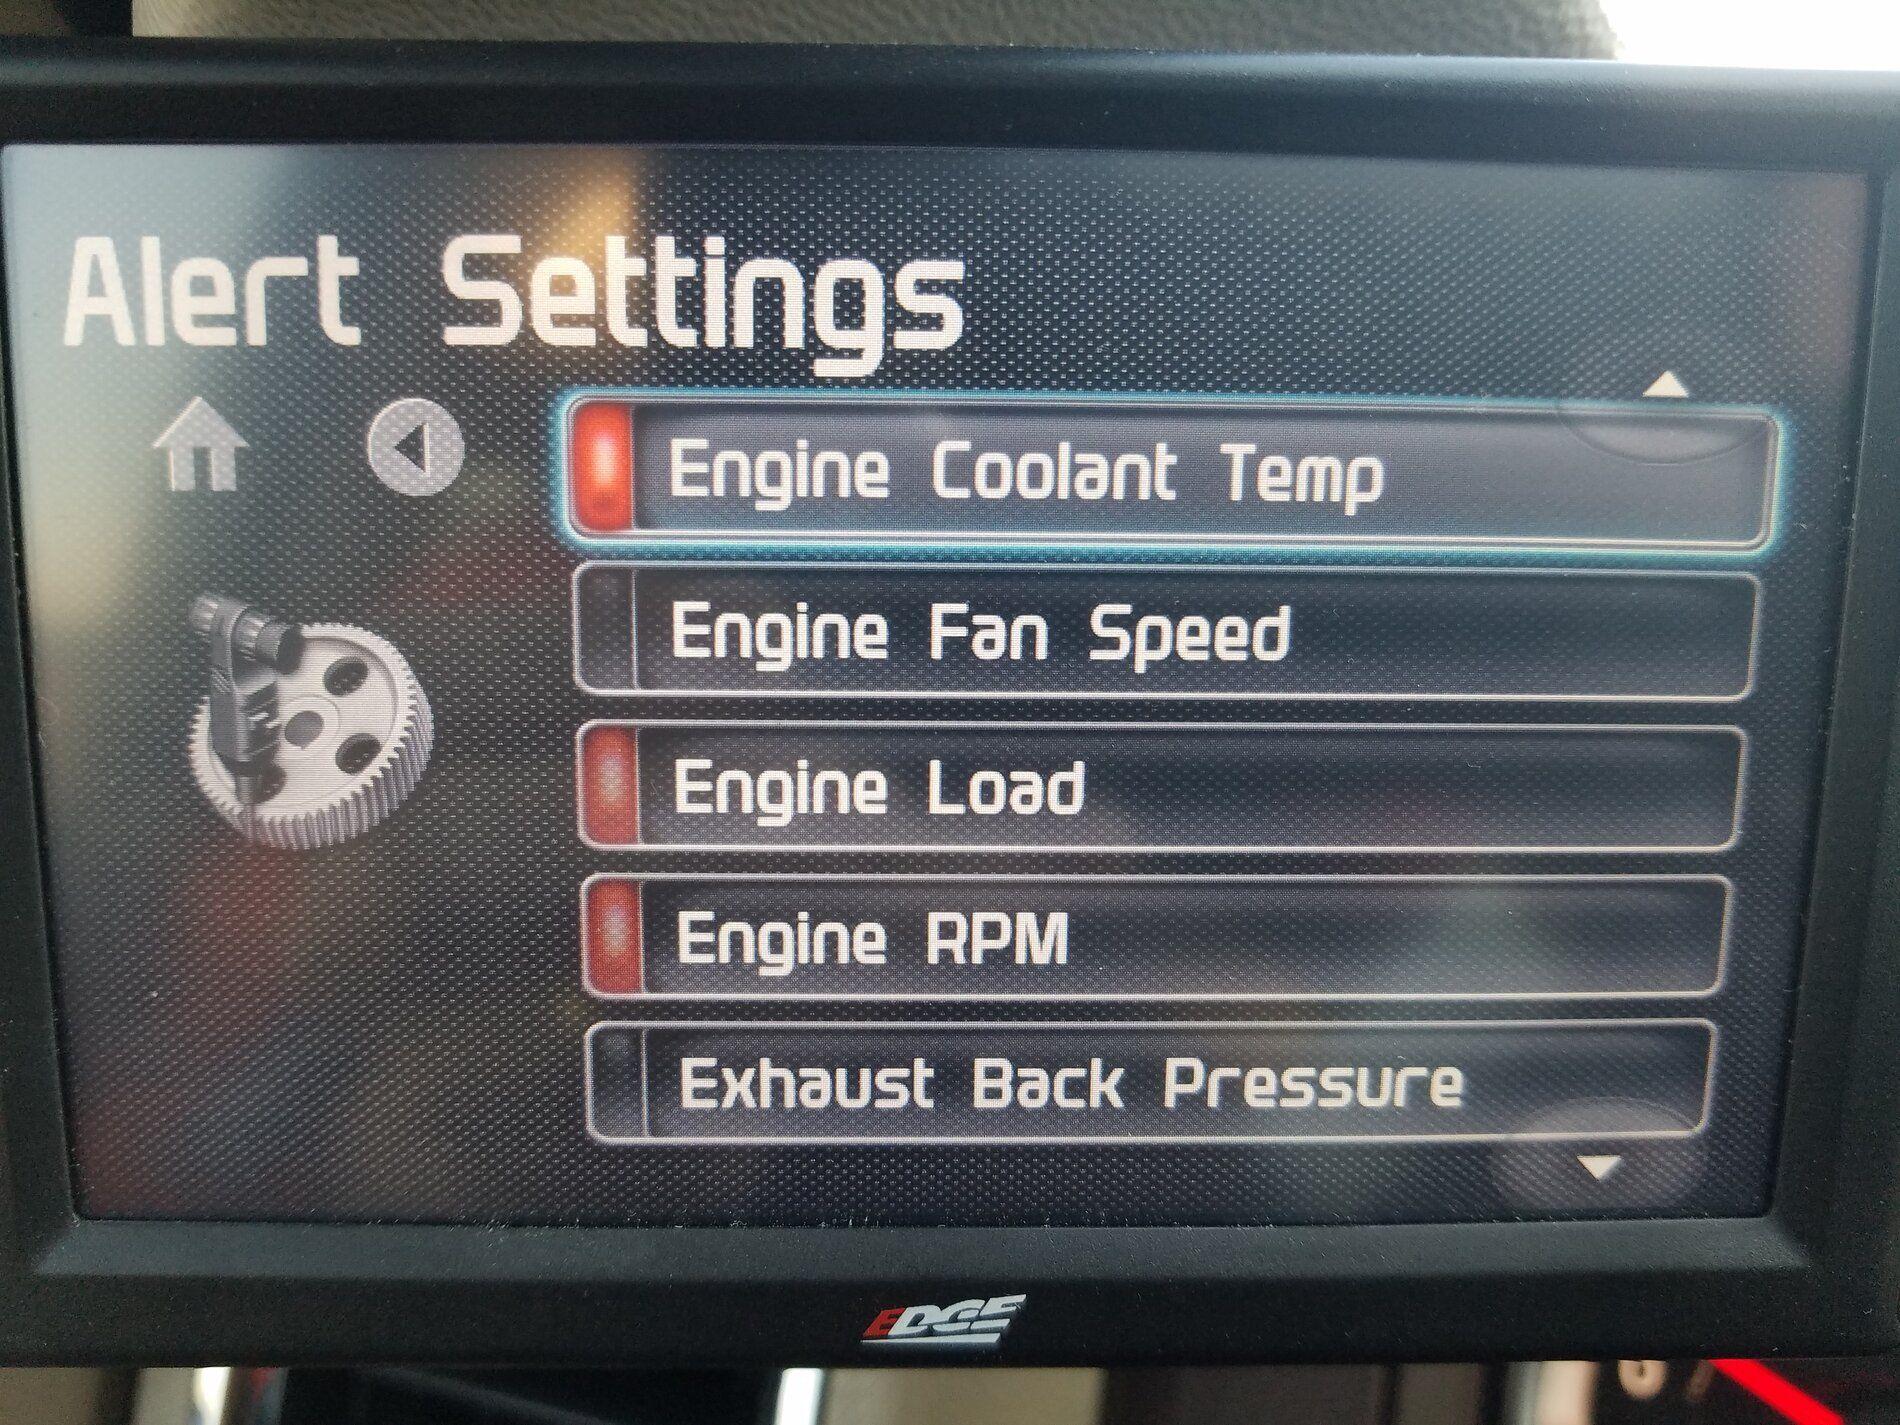 Alert Settings
Engine Coolant Temp
Engine Fan Speed
Engine Load
Engine RPM
Exhaust Back Pressure
EDGE